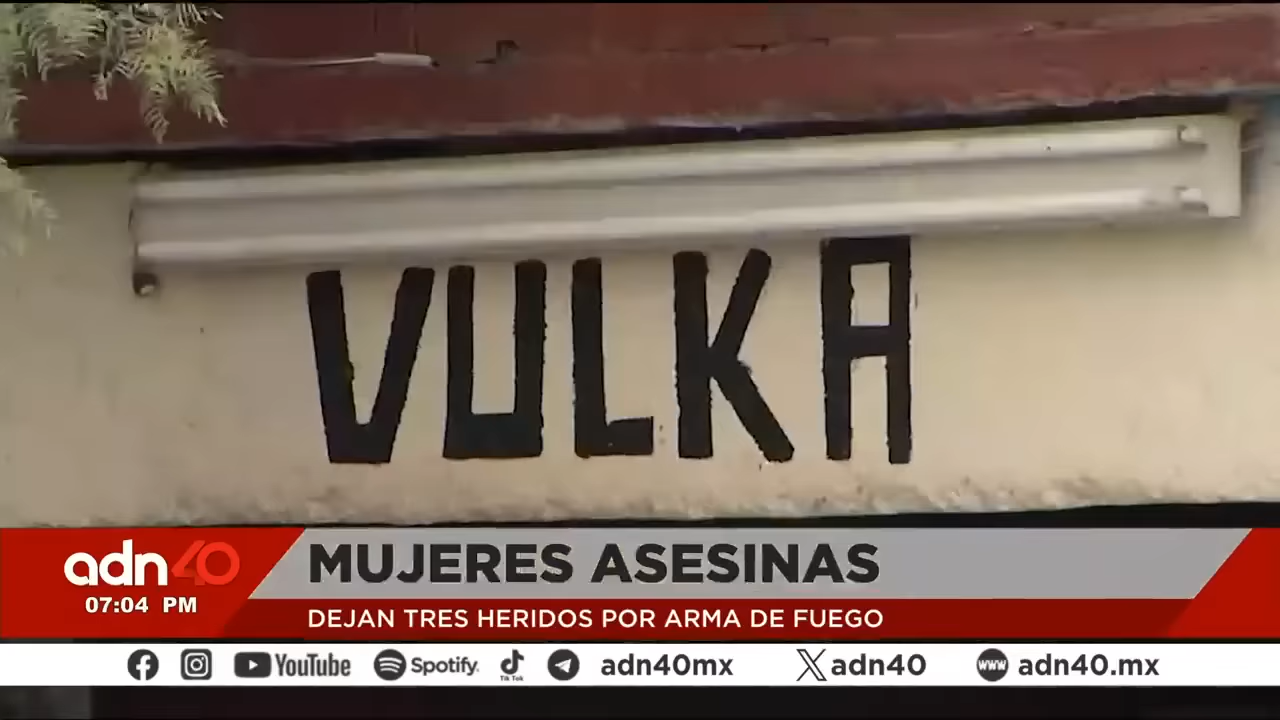 VULKA
adn40
MUJERES ASESINAS
07:04 PM
DEJAN TRES HERIDOS POR ARMA DE FUEGO
YouTube Spotify Tik Tok adn40mx X adn40 www adn40.mx